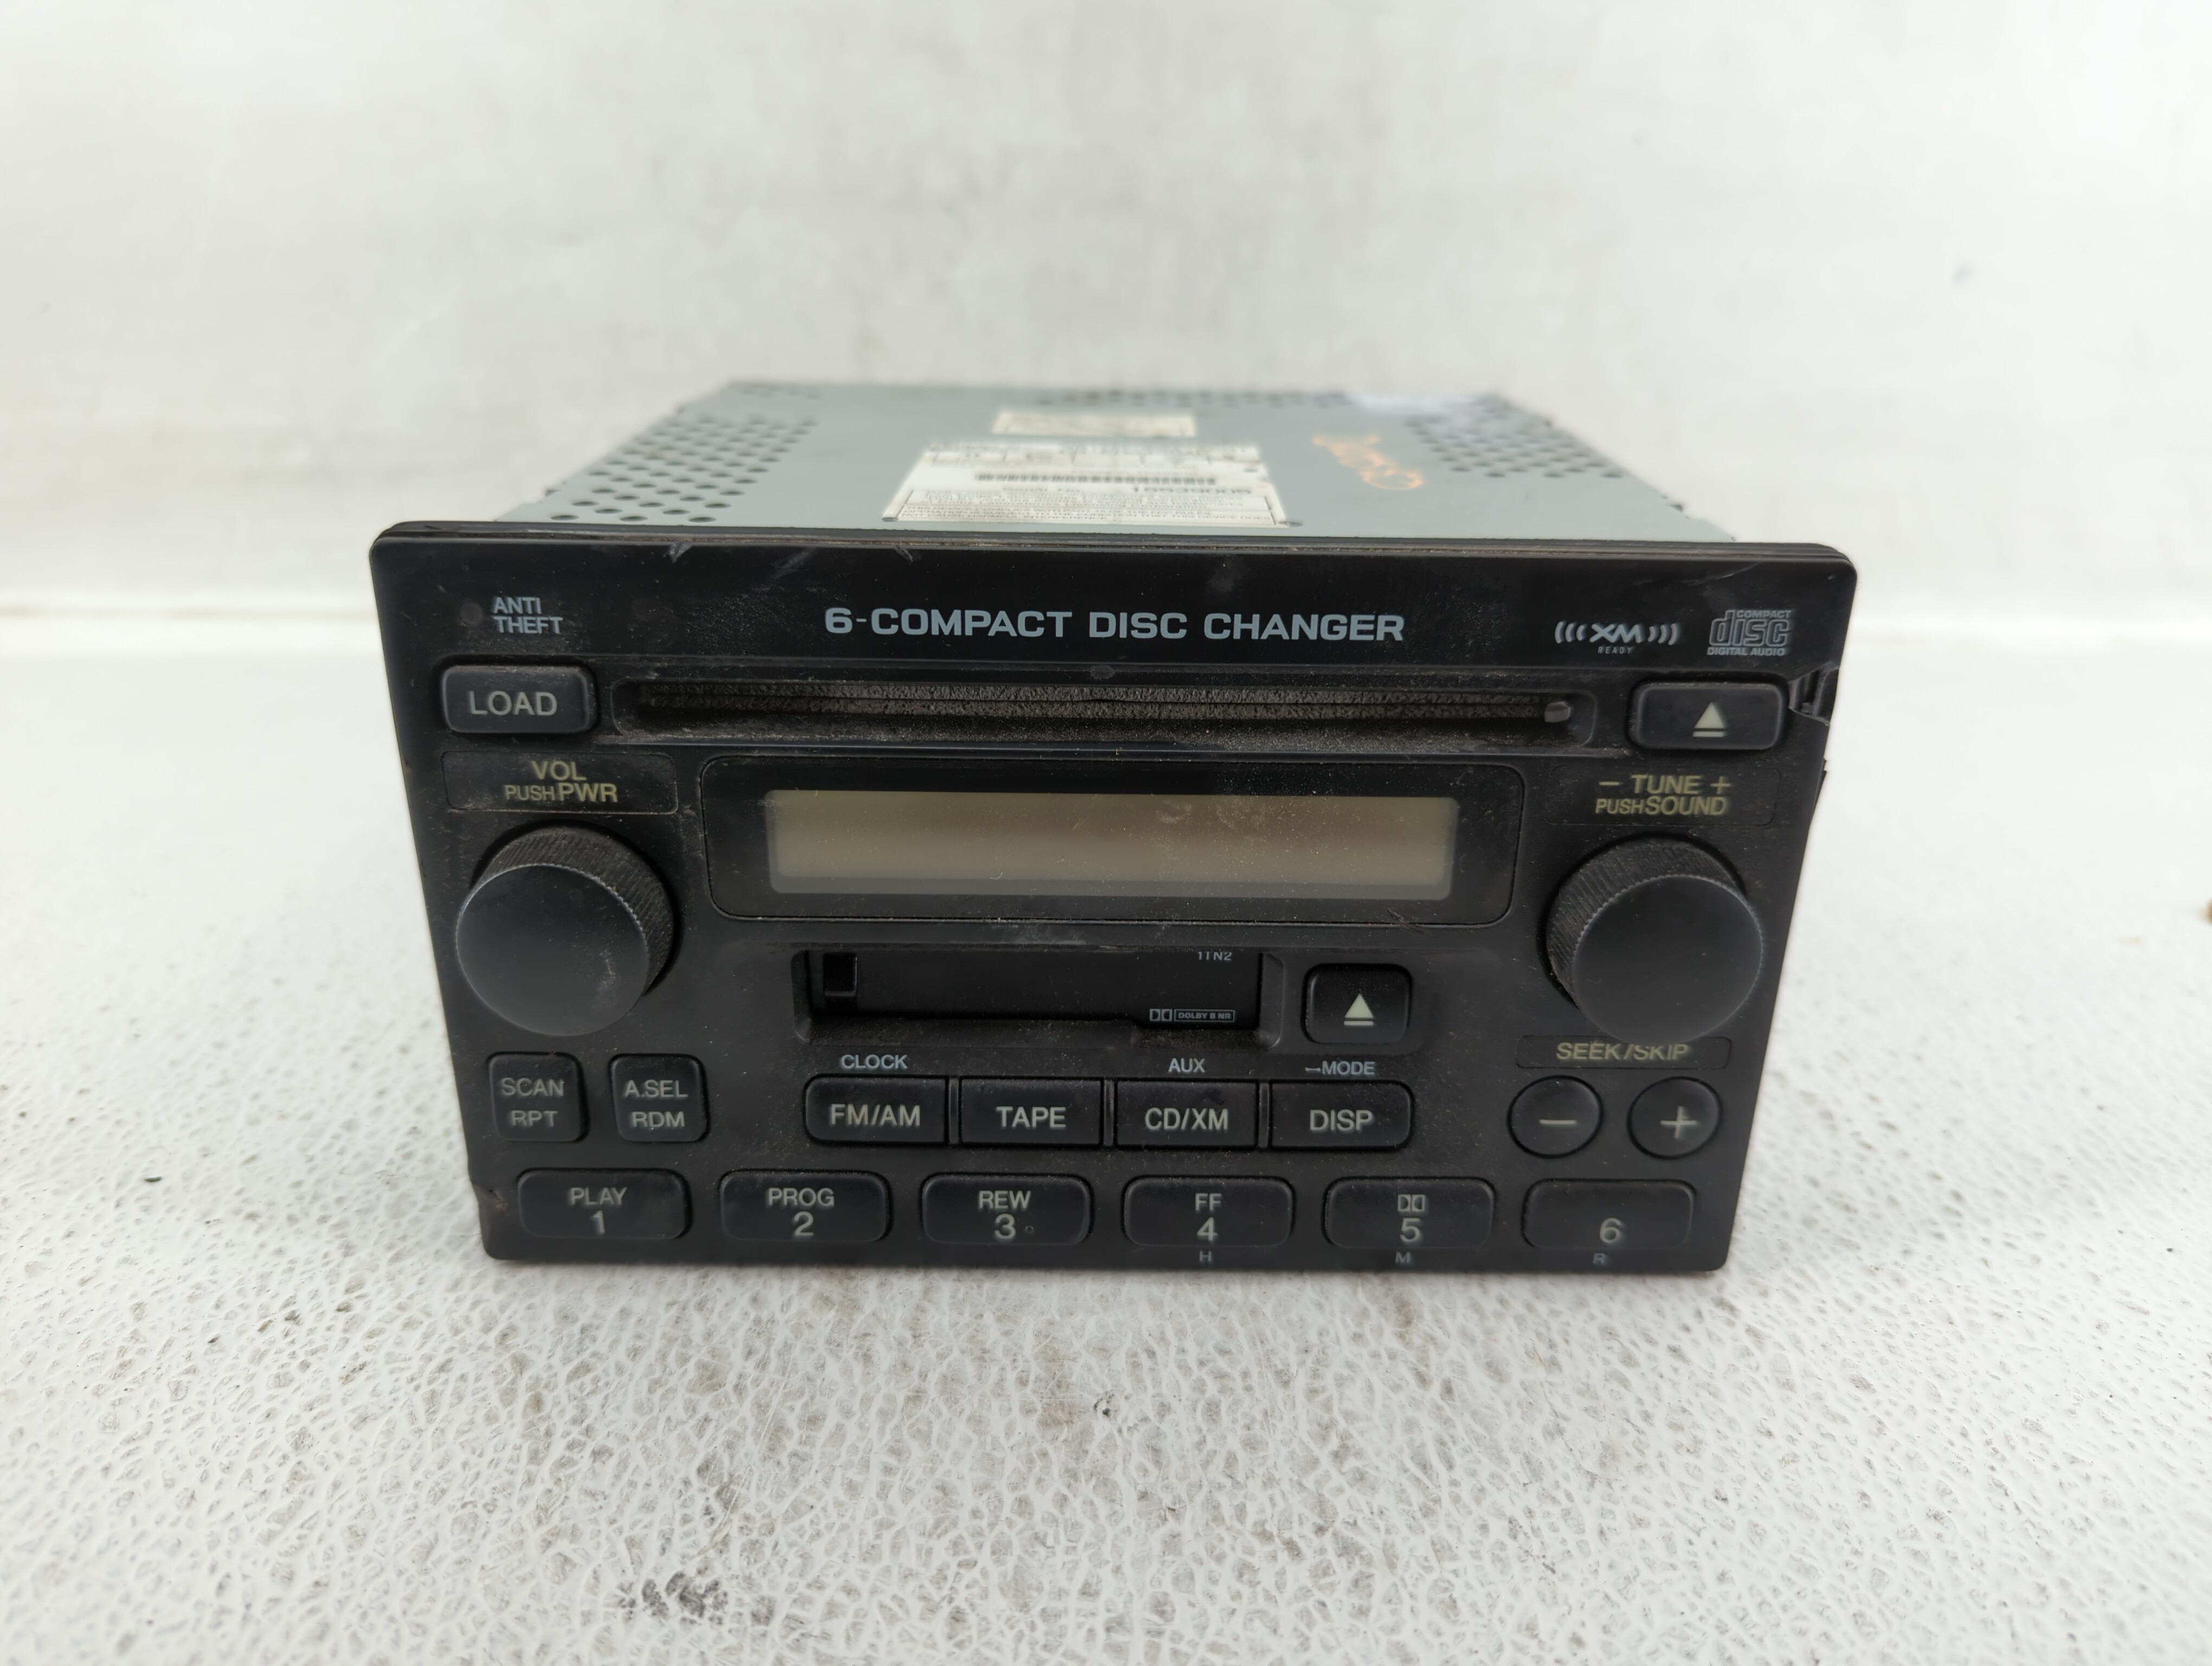 ANTI
THEFT
6-COMPACT DISC CHANGER
XM
READY
COMPACT
disc
DIGITAL AUDIO
LOAD
VOL
PUSH PWR
− TUNE +
PUSH SOUND
1TN2
DOLBY B NR
SEEK/SKIP
CLOCK
AUX
MODE
SCAN
RPT
A.SEL
RDM
FM/AM
TAPE
CD/XM
DISP
− +
PLAY
1
PROG
2
REW
3
FF
4
5
6
H
M
R